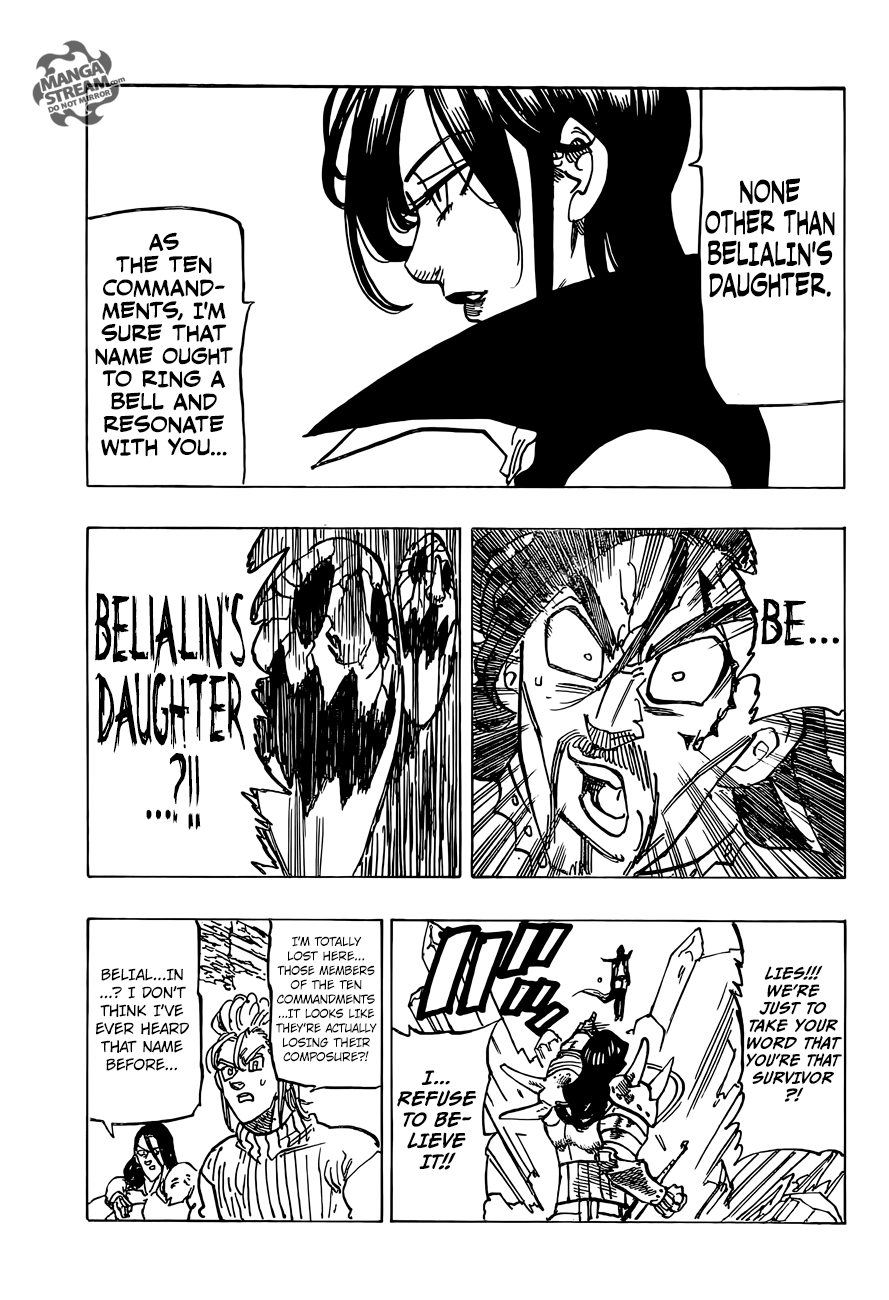 MANGA
STREAM.com
DO NOT MIRROR
NONE
OTHER THAN
BELIALIN'S
DAUGHTER.
AS
THE TEN
COMMAND-
MENTS, I'M
SURE THAT
NAME OUGHT
TO RING A
BELL AND
RESONATE
WITH YOU...
BE...
BELIALIN'S
DAUGHTER
...?!!
LIES!!!
WE'RE
JUST TO
TAKE YOUR
WORD THAT
YOU'RE THAT
SURVIVOR
?!
I...
REFUSE
TO BE-
LIEVE
IT!!
I'M TOTALLY
LOST HERE...
THOSE MEMBERS
OF THE TEN
COMMANDMENTS
...IT LOOKS LIKE
THEY'RE ACTUALLY
LOSING THEIR
COMPOSURE?!
BELIAL...IN
...? I DON'T
THINK I'VE
EVER HEARD
THAT NAME
BEFORE...